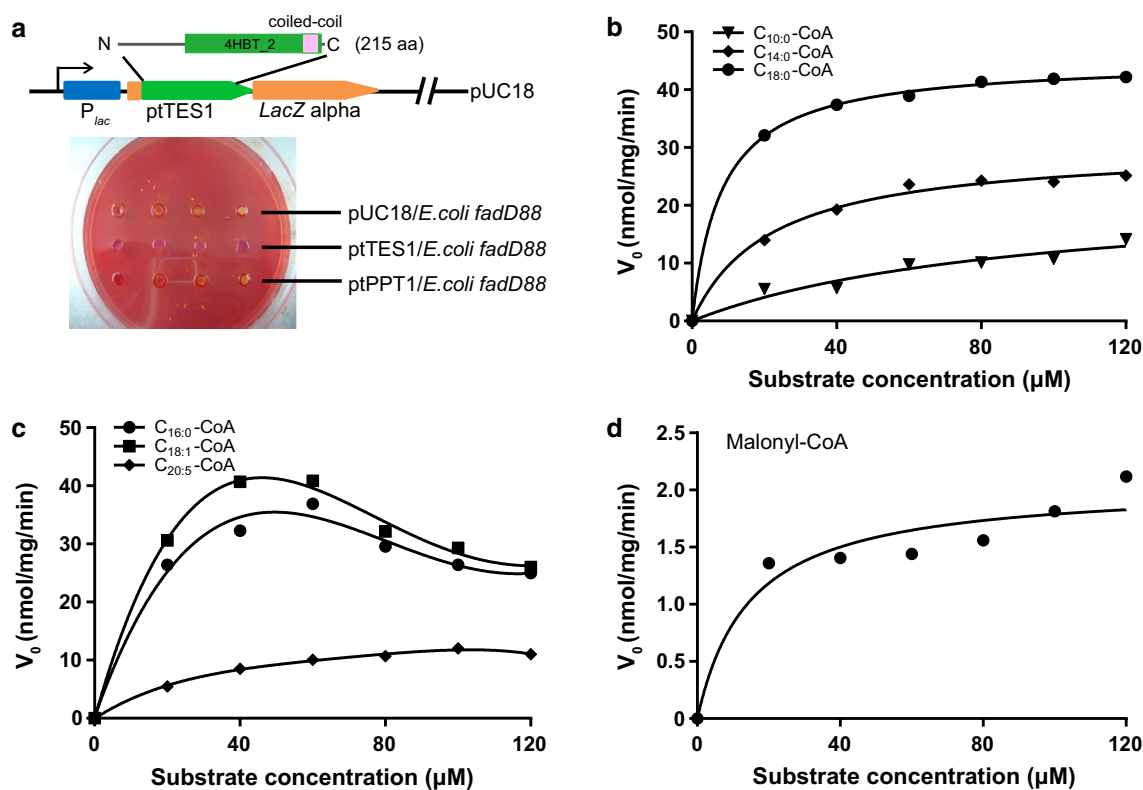 a
coiled-coil
N
4HBT_2
C
(215 aa)
P lac
ptTES1
LacZ alpha
pUC18
pUC18/E.coli fadD88
ptTES1/E.coli fadD88
ptPPT1/E.coli fadD88
b
C10:0-CoA
C14:0-CoA
C18:0-CoA
V0 (nmol/mg/min)
50
40
30
20
10
0
0 40 80 120
Substrate concentration (µM)
c
C16:0-CoA
C18:1-CoA
C20:5-CoA
V0 (nmol/mg/min)
50
40
30
20
10
0
0 40 80 120
Substrate concentration (µM)
d
Malonyl-CoA
V0 (nmol/mg/min)
2.5
2.0
1.5
1.0
0.5
0
0 40 80 120
Substrate concentration (µM)